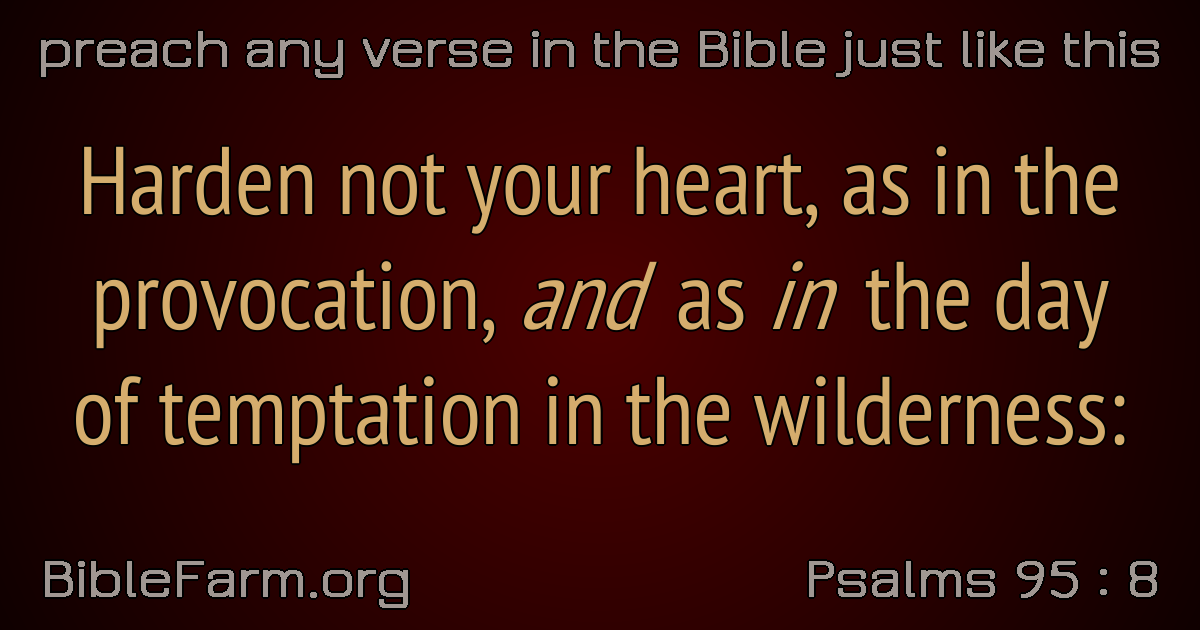 preach any verse in the Bible just like this
Harden not your heart, as in the
provocation, and as in the day
of temptation in the wilderness:
BibleFarm.org
Psalms 95 : 8